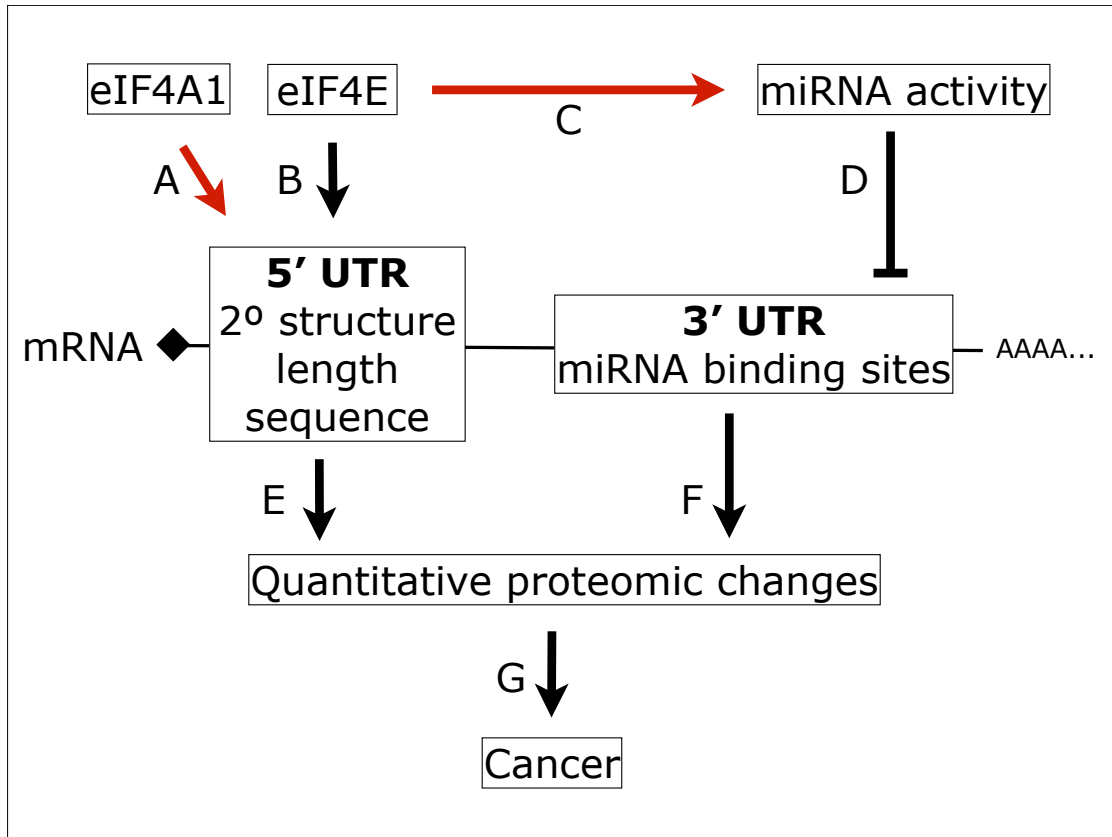 eIF4A1 eIF4E miRNA activity
C
A B D
5′ UTR
2º structure
length
sequence
3′ UTR
miRNA binding sites
mRNA
AAAA...
E F
Quantitative proteomic changes
G
Cancer